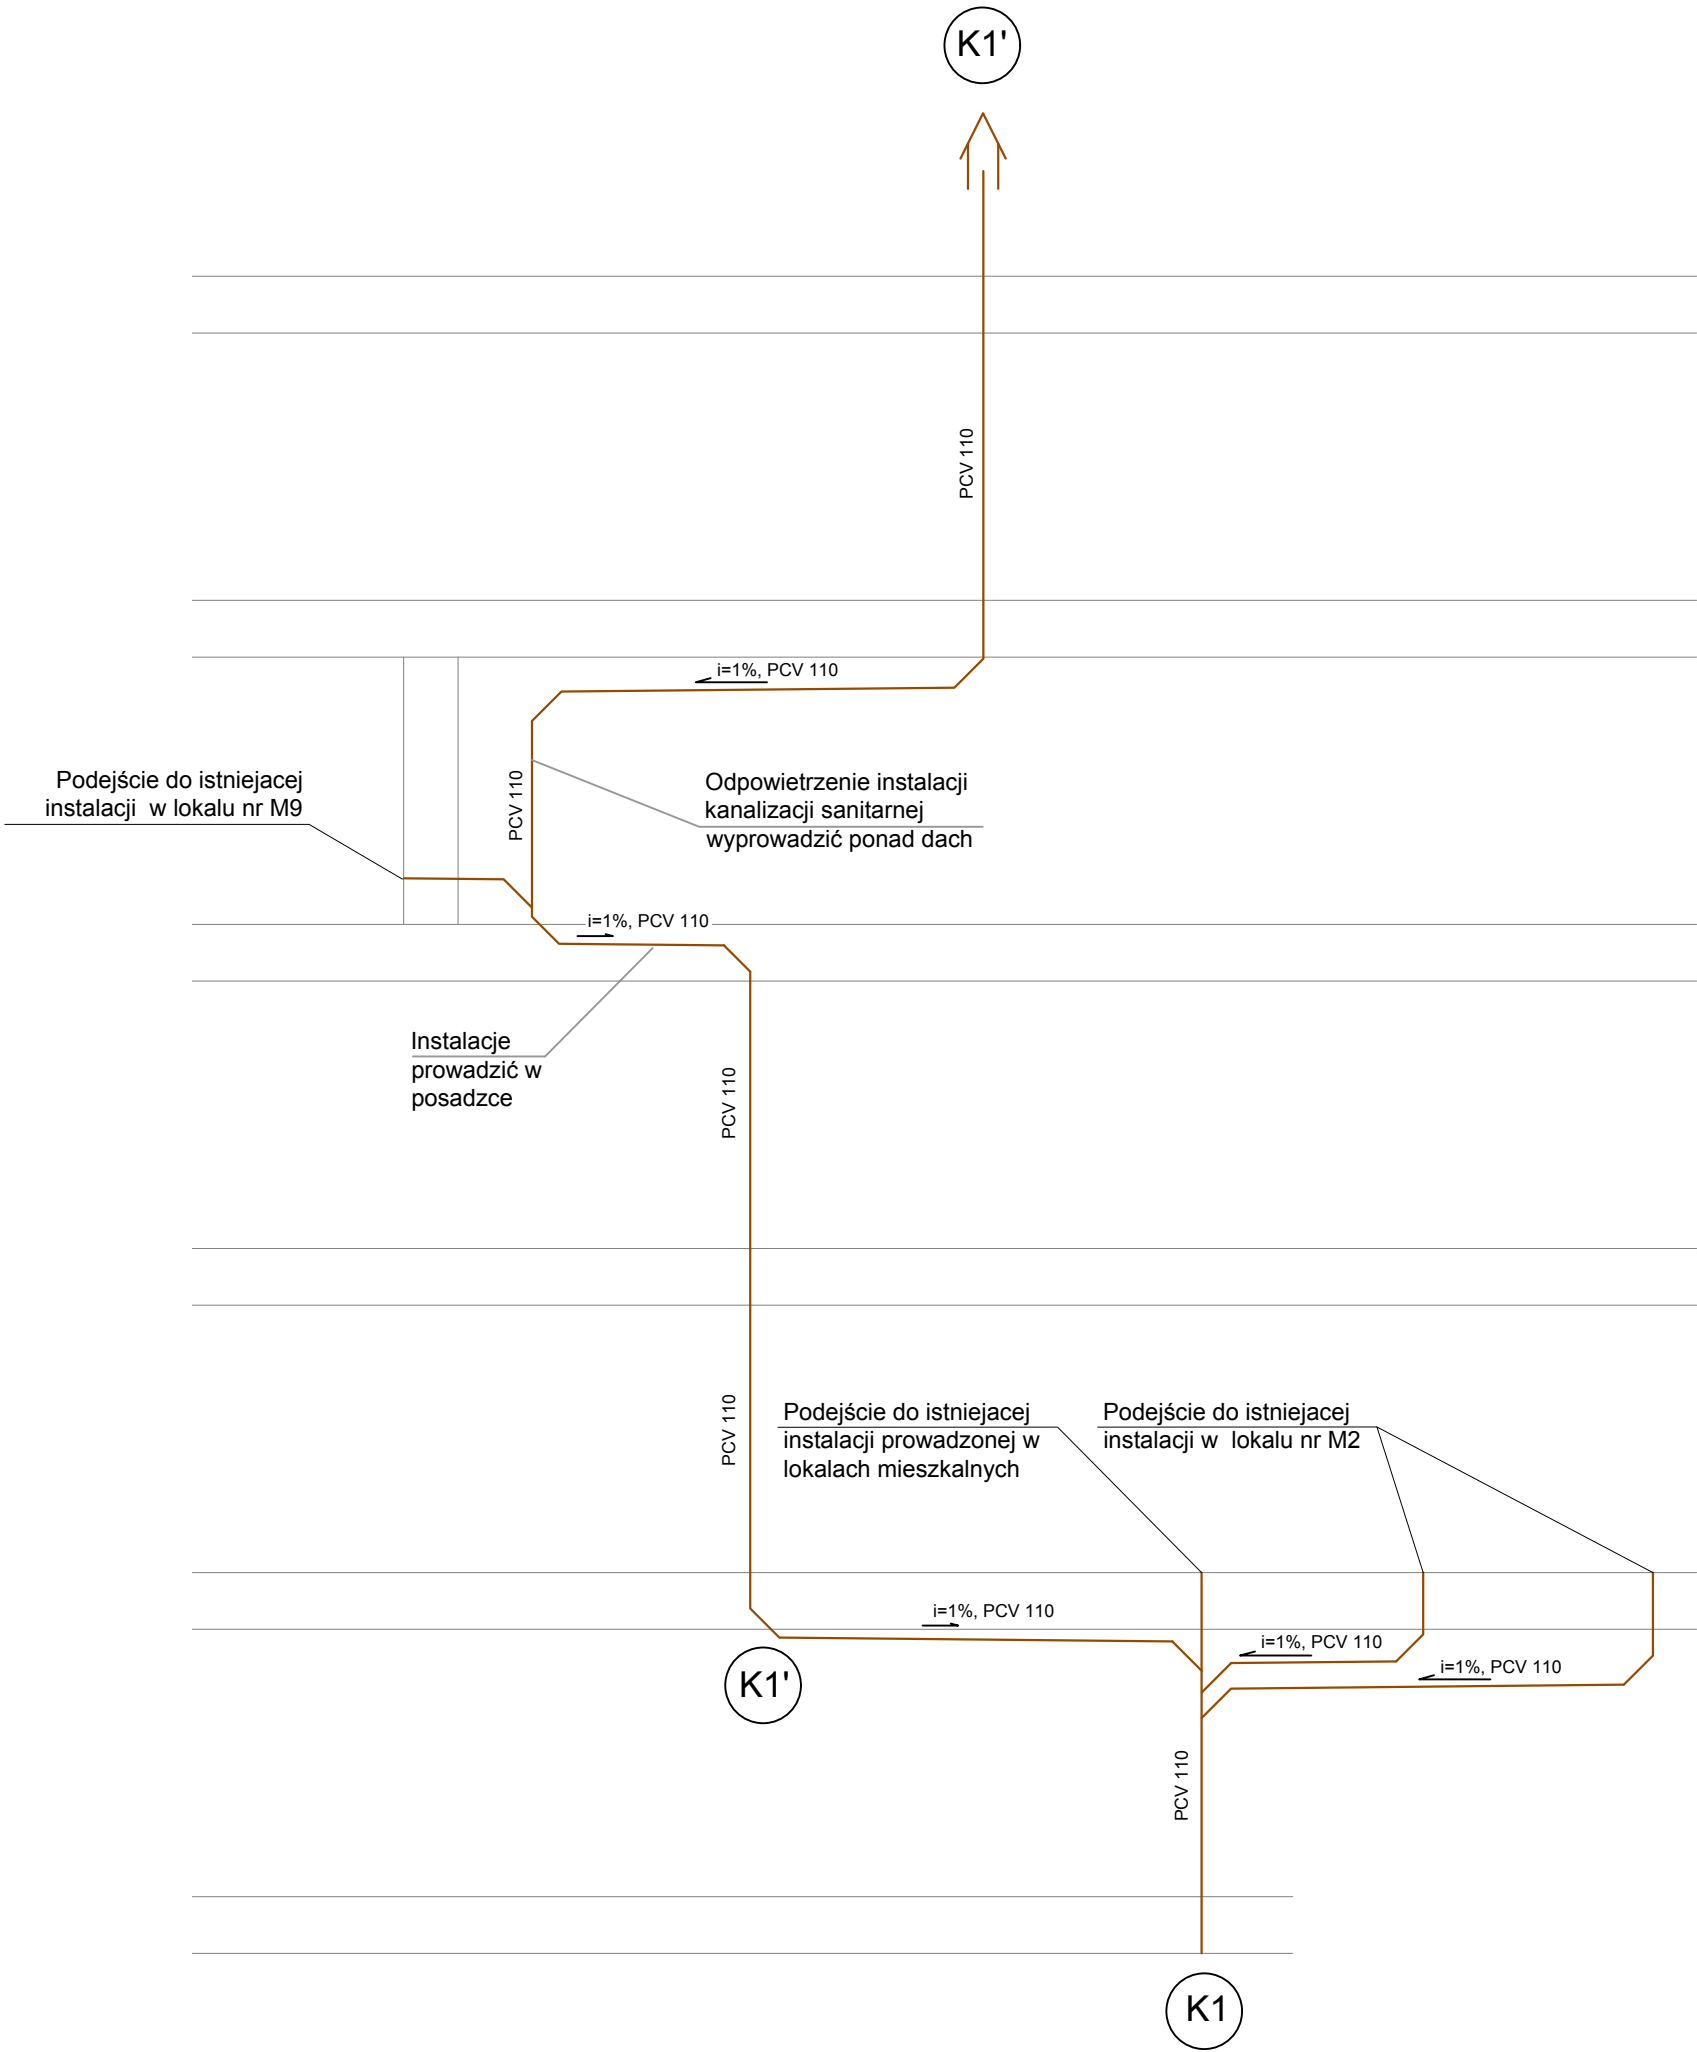 K1'
PCV 110
i=1%, PCV 110
Podejście do istniejacej
instalacji w lokalu nr M9
PCV 110
Odpowietrzenie instalacji
kanalizacji sanitarnej
wyprowadzić ponad dach
i=1%, PCV 110
Instalacje
prowadzić w
posadzce
PCV 110
PCV 110
Podejście do istniejacej
instalacji prowadzonej w
lokalach mieszkalnych
Podejście do istniejacej
instalacji w lokalu nr M2
i=1%, PCV 110
i=1%, PCV 110
i=1%, PCV 110
K1'
PCV 110
K1